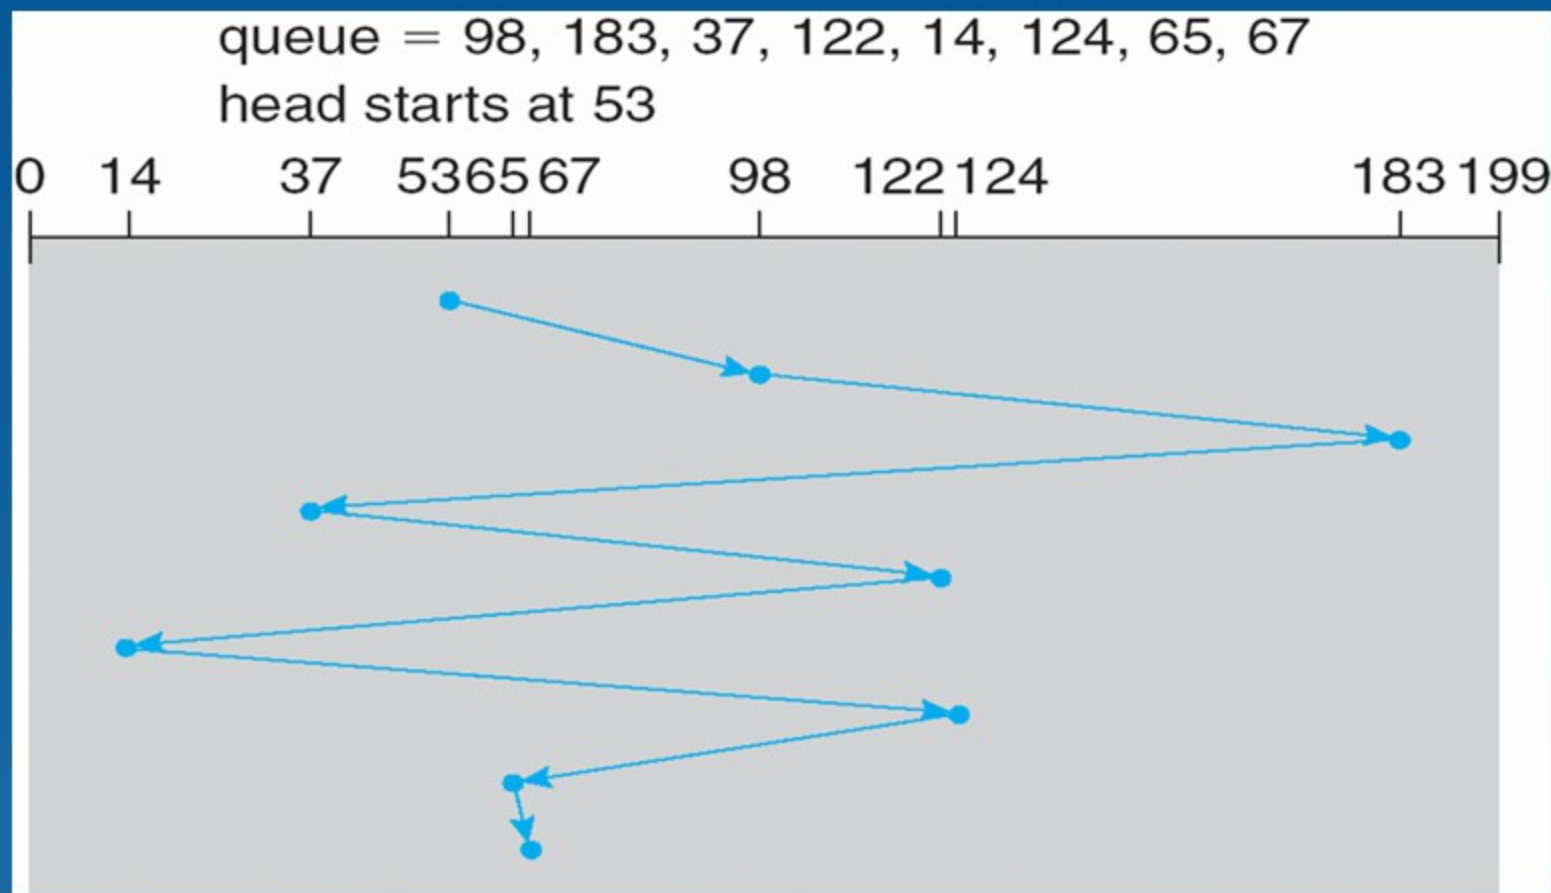 queue = 98, 183, 37, 122, 14, 124, 65, 67
head starts at 53
0 14 37 53 65 67 98 122 124 183 199